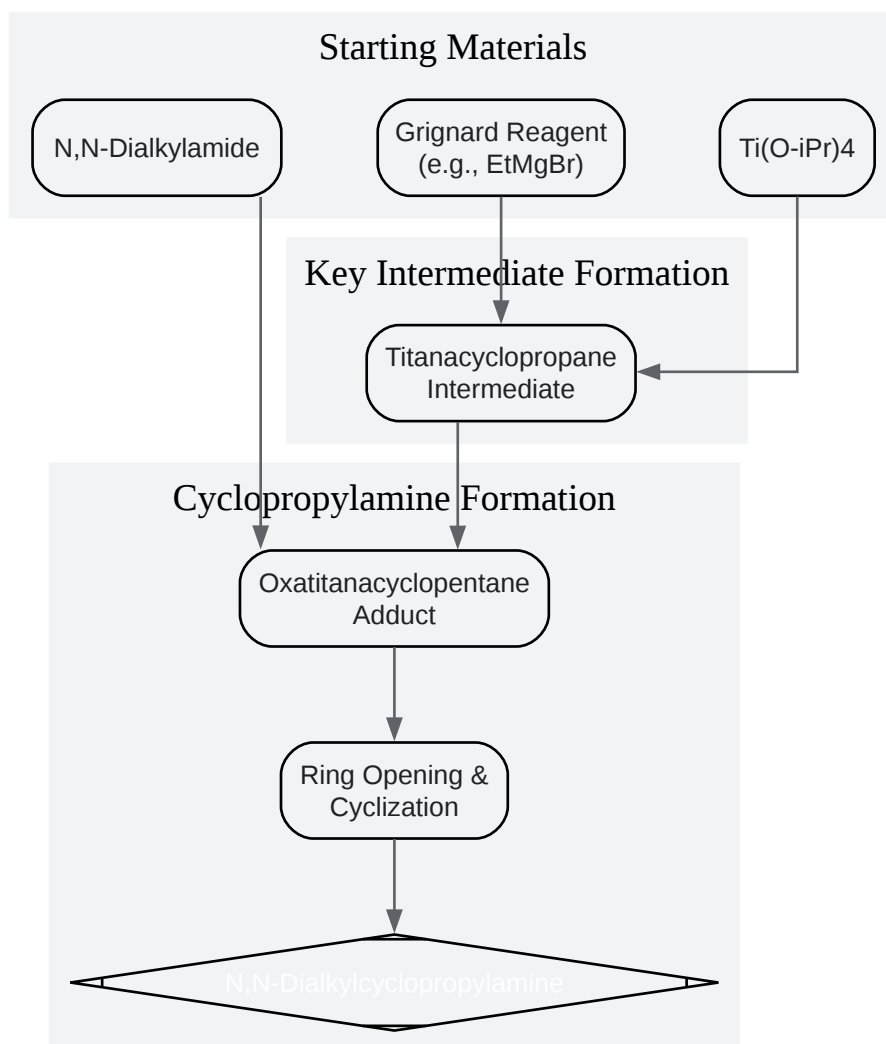 Starting Materials
N,N-Dialkylamide
Grignard Reagent
(e.g., EtMgBr)
Ti(O-iPr)4
Key Intermediate Formation
Titanacyclopropane
Intermediate
Cyclopropylamine Formation
Oxatitanacyclopentane
Adduct
Ring Opening &
Cyclization
N,N-Dialkylcyclopropylamine